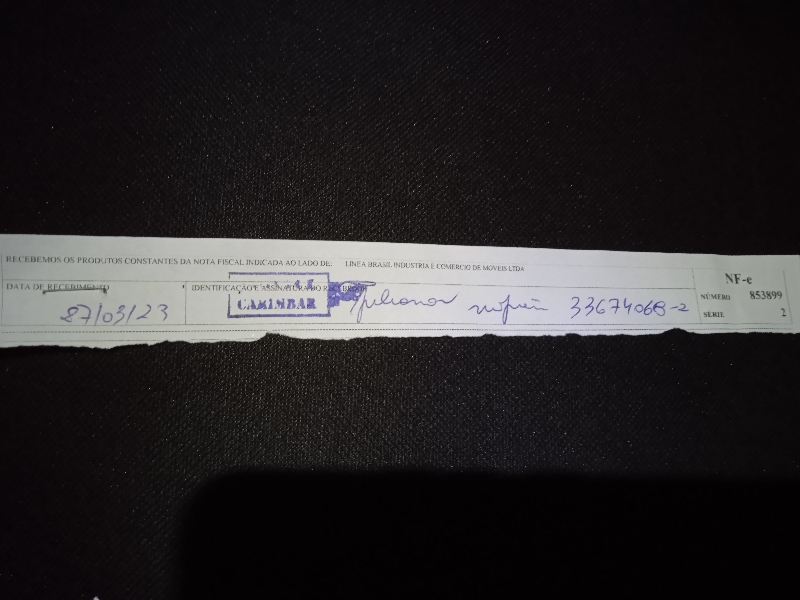 RECEBEMOS OS PRODUTOS CONSTANTES DA NOTA FISCAL INDICADA AO LADO DE: LINEA BRASIL INDUSTRIA E COMERCIO DE MOVEIS LTDA
NF-e
DATA DE RECEBIMENTO
IDENTIFICAÇÃO E ASSINATURA DO RECEBEDOR
NÚMERO 853899
SÉRIE 2
27/03/23
CAMIMBAR
33674068-2